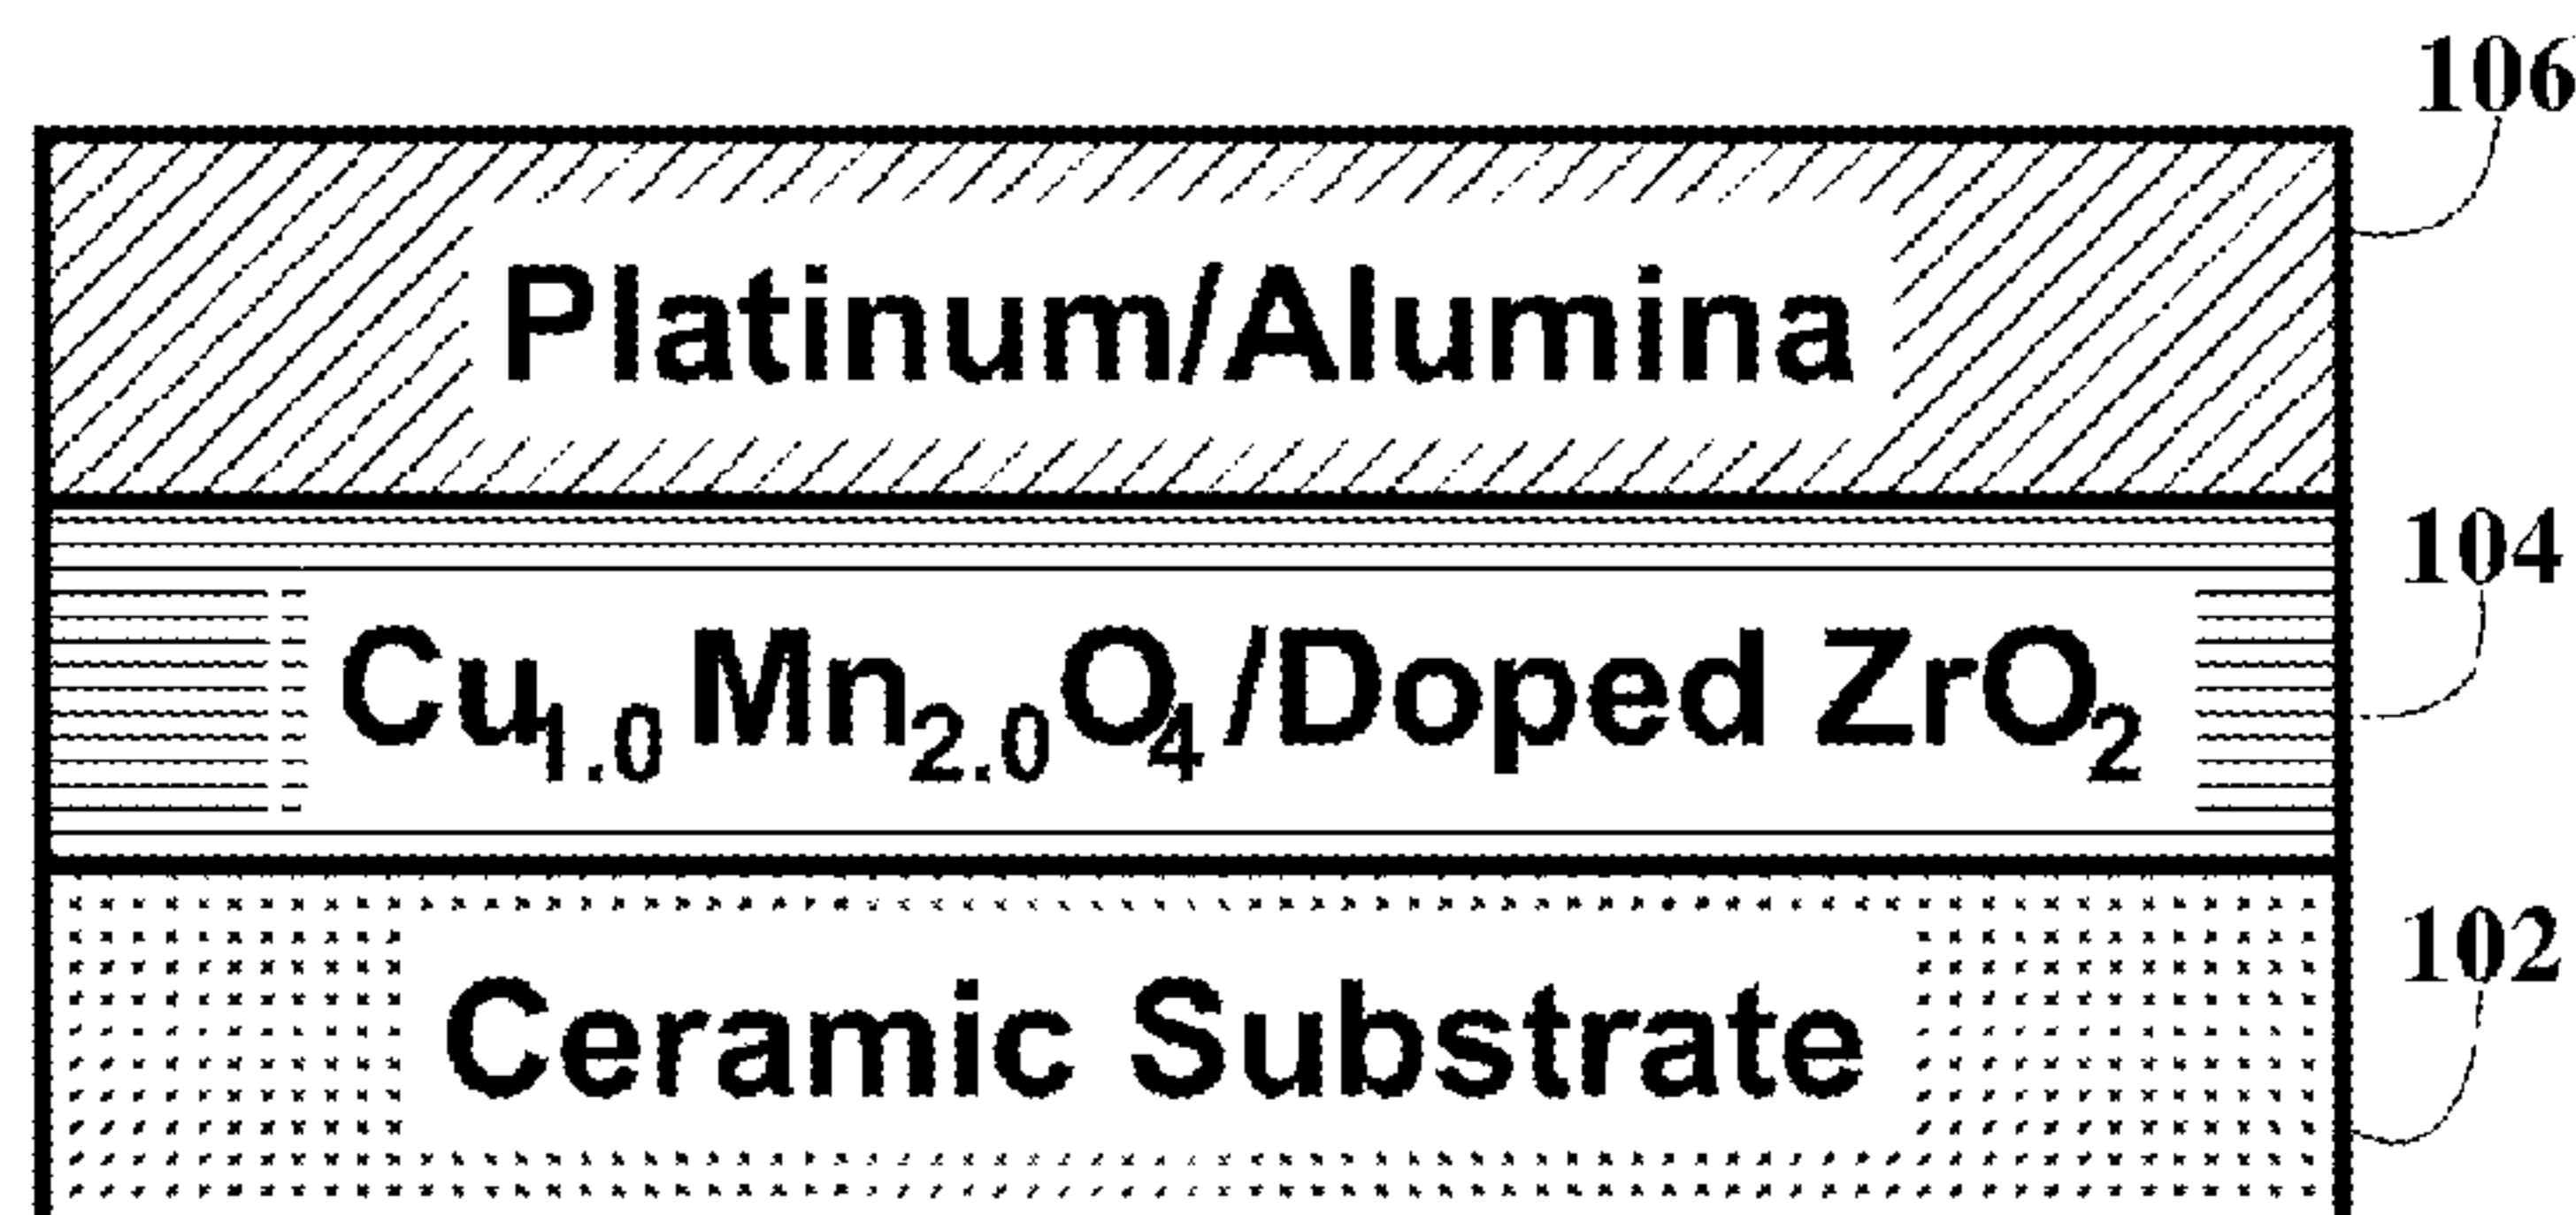 106
Platinum/Alumina
104
Cu₁.₀Mn₂.₀O₄/Doped ZrO₂
102
Ceramic Substrate